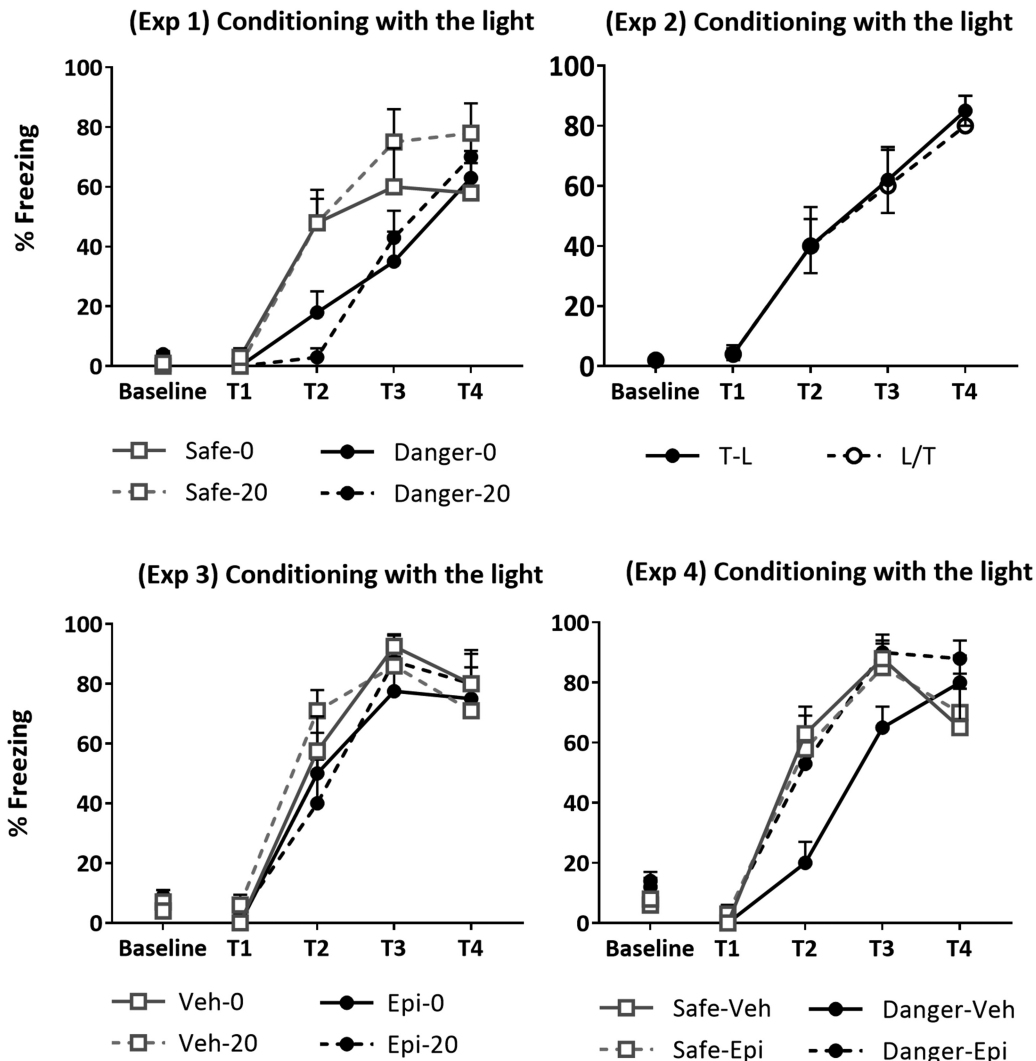 (Exp 1) Conditioning with the light
% Freezing
100
80
60
40
20
0
Baseline T1 T2 T3 T4
Safe-0 Danger-0
Safe-20 Danger-20
(Exp 2) Conditioning with the light
100
80
60
40
20
0
Baseline T1 T2 T3 T4
T-L L/T
(Exp 3) Conditioning with the light
% Freezing
100
80
60
40
20
0
Baseline T1 T2 T3 T4
Veh-0 Epi-0
Veh-20 Epi-20
(Exp 4) Conditioning with the light
100
80
60
40
20
0
Baseline T1 T2 T3 T4
Safe-Veh Danger-Veh
Safe-Epi Danger-Epi